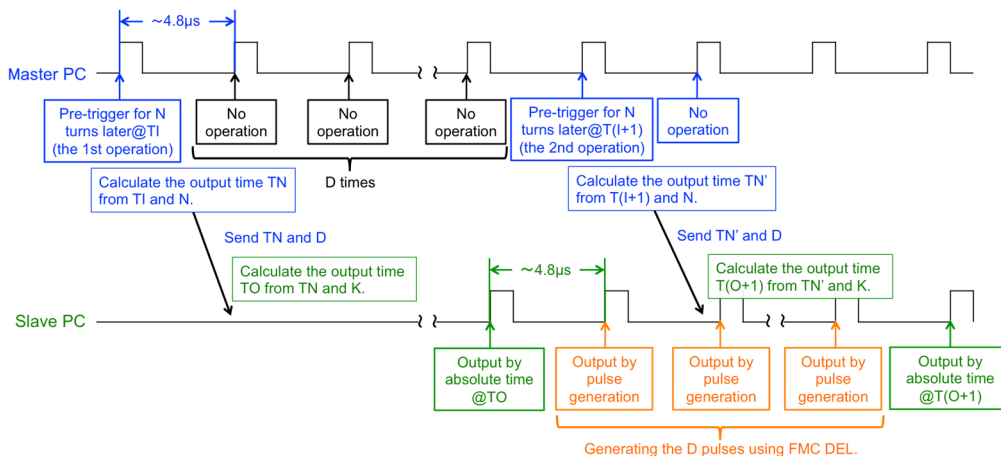 ~4.8μs
Master PC
Pre-trigger for N
turns later@TI
(the 1st operation)
No
operation
No
operation
No
operation
Pre-trigger for N
turns later@T(I+1)
(the 2nd operation)
No
operation
D times
Calculate the output time TN
from TI and N.
Calculate the output time TN’
from T(I+1) and N.
Send TN and D
Send TN’ and D
Calculate the output time
TO from TN and K.
~4.8μs
Calculate the output time
T(O+1) from TN’ and K.
Slave PC
Output by
absolute time
@TO
Output by
pulse
generation
Output by
pulse
generation
Output by
pulse
generation
Output by
absolute time
@T(O+1)
Generating the D pulses using FMC DEL.